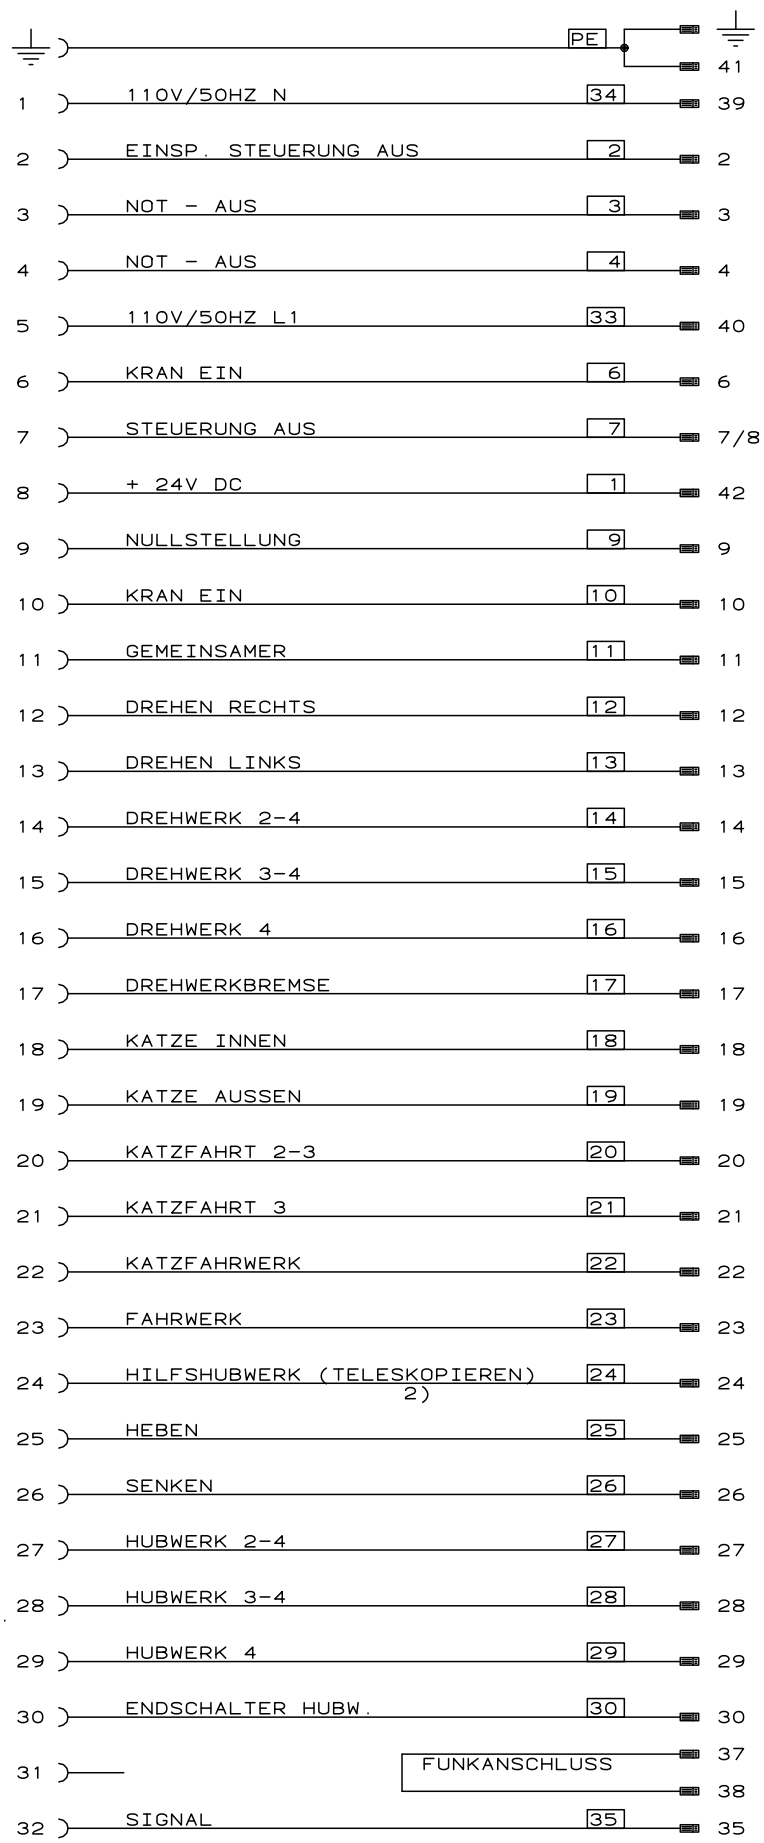 PE
41
1 110V/50HZ N 34 39
2 EINSP. STEUERUNG AUS 2 2
3 NOT - AUS 3 3
4 NOT - AUS 4 4
5 110V/50HZ L1 33 40
6 KRAN EIN 6 6
7 STEUERUNG AUS 7 7/8
8 + 24V DC 1 42
9 NULLSTELLUNG 9 9
10 KRAN EIN 10 10
11 GEMEINSAMER 11 11
12 DREHEN RECHTS 12 12
13 DREHEN LINKS 13 13
14 DREHWERK 2-4 14 14
15 DREHWERK 3-4 15 15
16 DREHWERK 4 16 16
17 DREHWERKBREMSE 17 17
18 KATZE INNEN 18 18
19 KATZE AUSSEN 19 19
20 KATZFAHRT 2-3 20 20
21 KATZFAHRT 3 21 21
22 KATZFAHRWERK 22 22
23 FAHRWERK 23 23
24 HILFSHUBWERK (TELESKOPIEREN) 24 24
2)
25 HEBEN 25 25
26 SENKEN 26 26
27 HUBWERK 2-4 27 27
28 HUBWERK 3-4 28 28
29 HUBWERK 4 29 29
30 ENDSCHALTER HUBW. 30 30
37
31 FUNKANSCHLUSS
38
32 SIGNAL 35 35